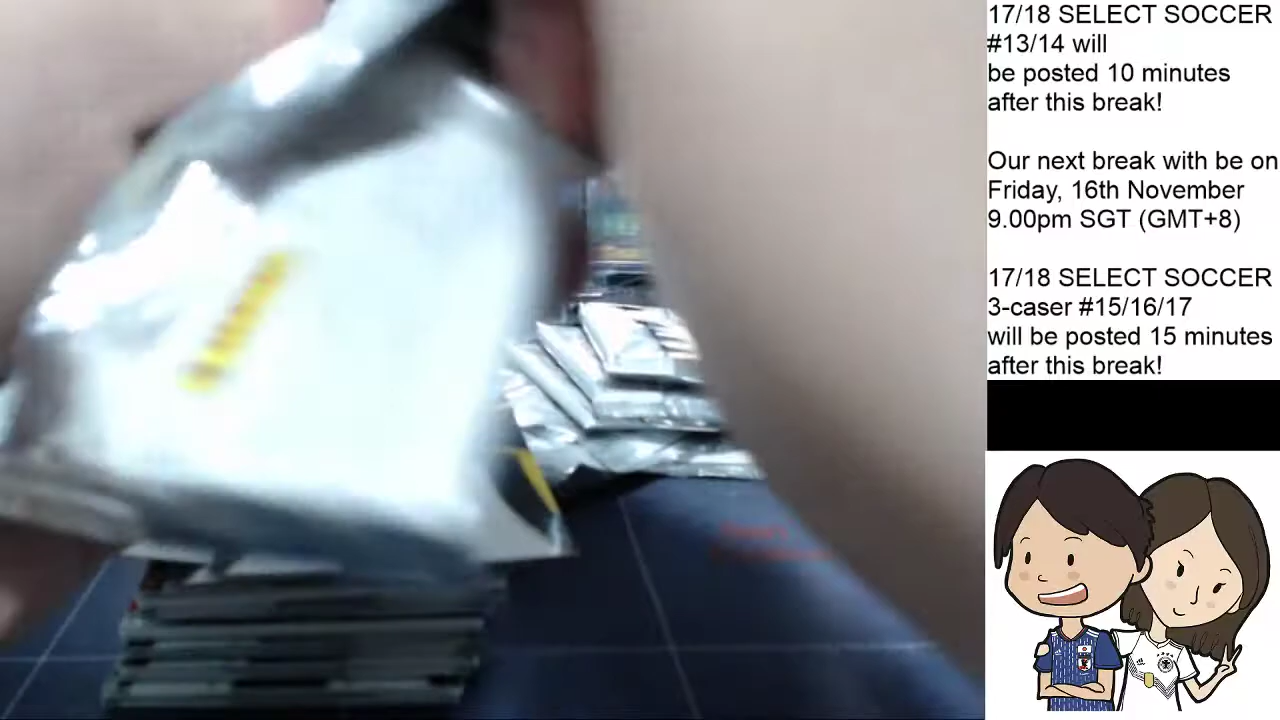 17/18 SELECT SOCCER
#13/14 will
be posted 10 minutes
after this break!
Our next break with be on
Friday, 16th November
9.00pm SGT (GMT+8)
17/18 SELECT SOCCER
3-caser #15/16/17
will be posted 15 minutes
after this break!